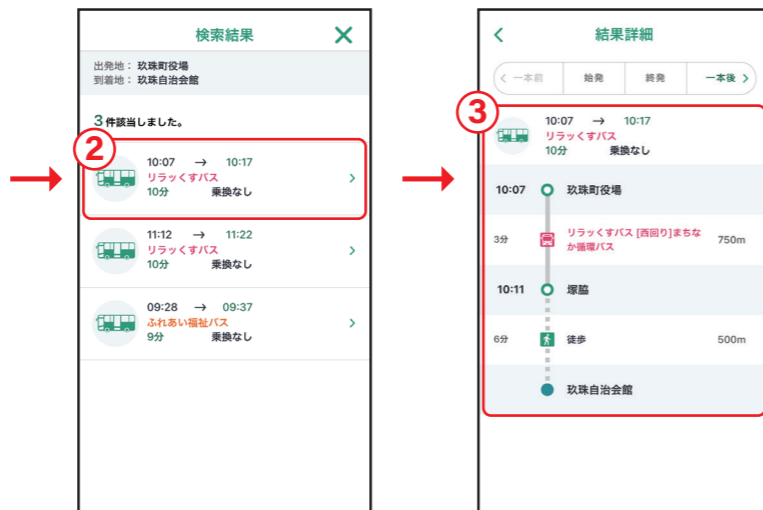 検索結果
出発地： 玖珠町役場
到着地： 玖珠自治会館
3件該当しました。
②
10:07 → 10:17
リラッくすバス
10分 乗換なし
11:12 → 11:22
リラッくすバス
10分 乗換なし
09:28 → 09:37
ふれあい福祉バス
9分 乗換なし
結果詳細
一本前 始発 終発 一本後
③
10:07 → 10:17
リラッくすバス
10分 乗換なし
10:07 玖珠町役場
3分 リラッくすバス [西回り]まちな
か循環バス 750m
10:11 塚脇
6分 徒歩 500m
玖珠自治会館